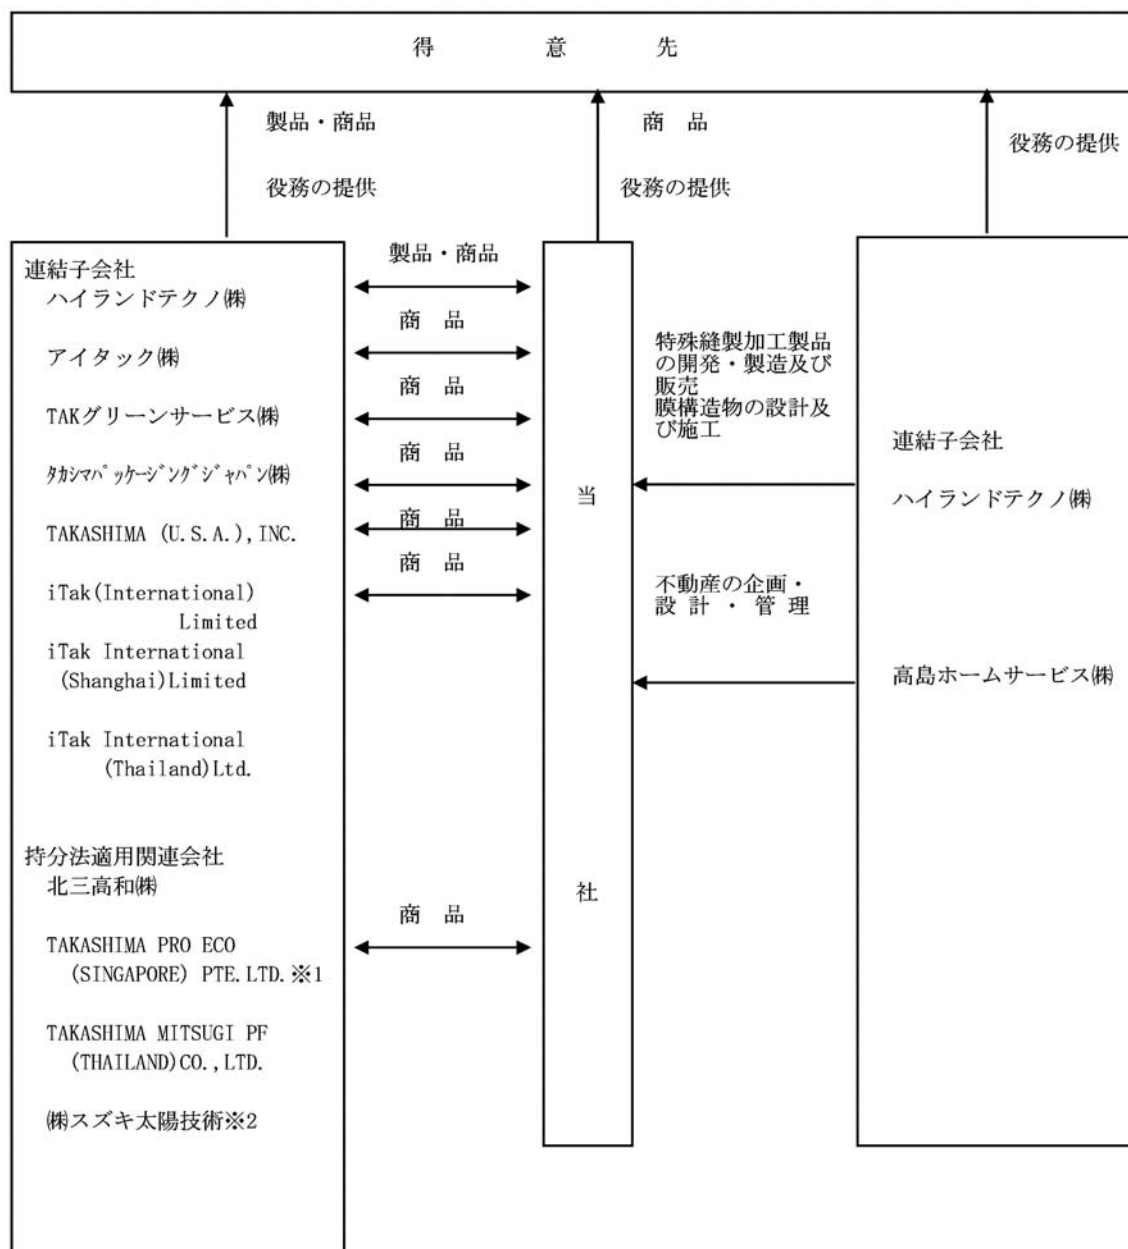 得 意 先
製品・商品
役務の提供
商 品
役務の提供
役務の提供
連結子会社
ハイランドテクノ㈱
アイタック㈱
TAKグリーンサービス㈱
ﾀｶｼﾏﾊﾟｯｹｰｼﾞﾝｸﾞｼﾞｬﾊﾟﾝ㈱
TAKASHIMA (U.S.A.),INC.
iTak(International)
Limited
iTak International
(Shanghai)Limited
iTak International
(Thailand)Ltd.
持分法適用関連会社
北三高和㈱
TAKASHIMA PRO ECO
(SINGAPORE) PTE.LTD.※1
TAKASHIMA MITSUGI PF
(THAILAND)CO.,LTD.
㈱スズキ太陽技術※2
製品・商品
商 品
商 品
商 品
商 品
商 品
商 品
当
社
特殊縫製加工製品
の開発・製造及び
販売
膜構造物の設計及
び施工
不動産の企画・
設 計 ・ 管 理
連結子会社
ハイランドテクノ㈱
高島ホームサービス㈱